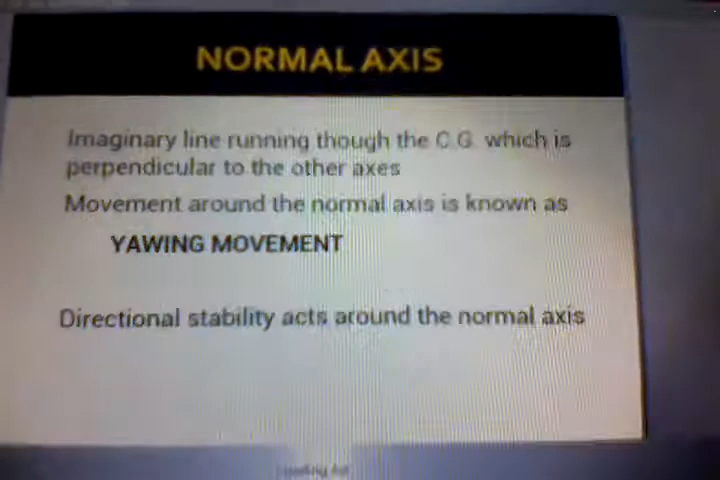 NORMAL AXIS
Imaginary line running though the C.G. which is
perpendicular to the other axes
Movement around the normal axis is known as
YAWING MOVEMENT
Directional stability acts around the normal axis